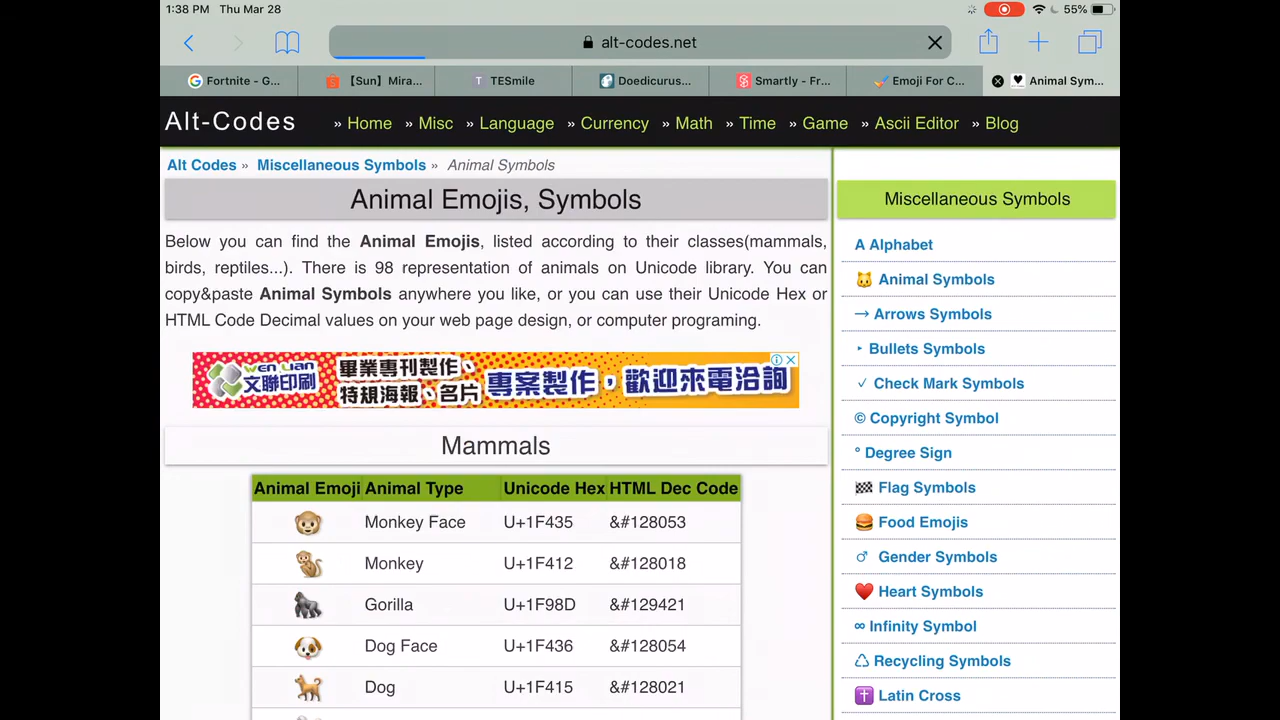 1:38 PM Thu Mar 28
55%
alt-codes.net
Fortnite - G...
【Sun】Mira...
TESmile
Doedicurus...
Smartly - Fr...
Emoji For C...
Animal Sym...
Alt-Codes
» Home » Misc » Language » Currency » Math » Time » Game » Ascii Editor » Blog
Alt Codes » Miscellaneous Symbols » Animal Symbols
Animal Emojis, Symbols
Below you can find the Animal Emojis, listed according to their classes(mammals,
birds, reptiles...). There is 98 representation of animals on Unicode library. You can
copy&paste Animal Symbols anywhere you like, or you can use their Unicode Hex or
HTML Code Decimal values on your web page design, or computer programing.
Wen Lian
文聯印刷
畢業專刊製作、
特規海報、名片
專案製作，歡迎來電洽詢
Mammals
Animal Emoji Animal Type Unicode Hex HTML Dec Code
Monkey Face U+1F435 &#128053
Monkey U+1F412 &#128018
Gorilla U+1F98D &#129421
Dog Face U+1F436 &#128054
Dog U+1F415 &#128021
Miscellaneous Symbols
A Alphabet
Animal Symbols
→ Arrows Symbols
‣ Bullets Symbols
✓ Check Mark Symbols
© Copyright Symbol
° Degree Sign
Flag Symbols
Food Emojis
♂ Gender Symbols
Heart Symbols
∞ Infinity Symbol
♺ Recycling Symbols
Latin Cross